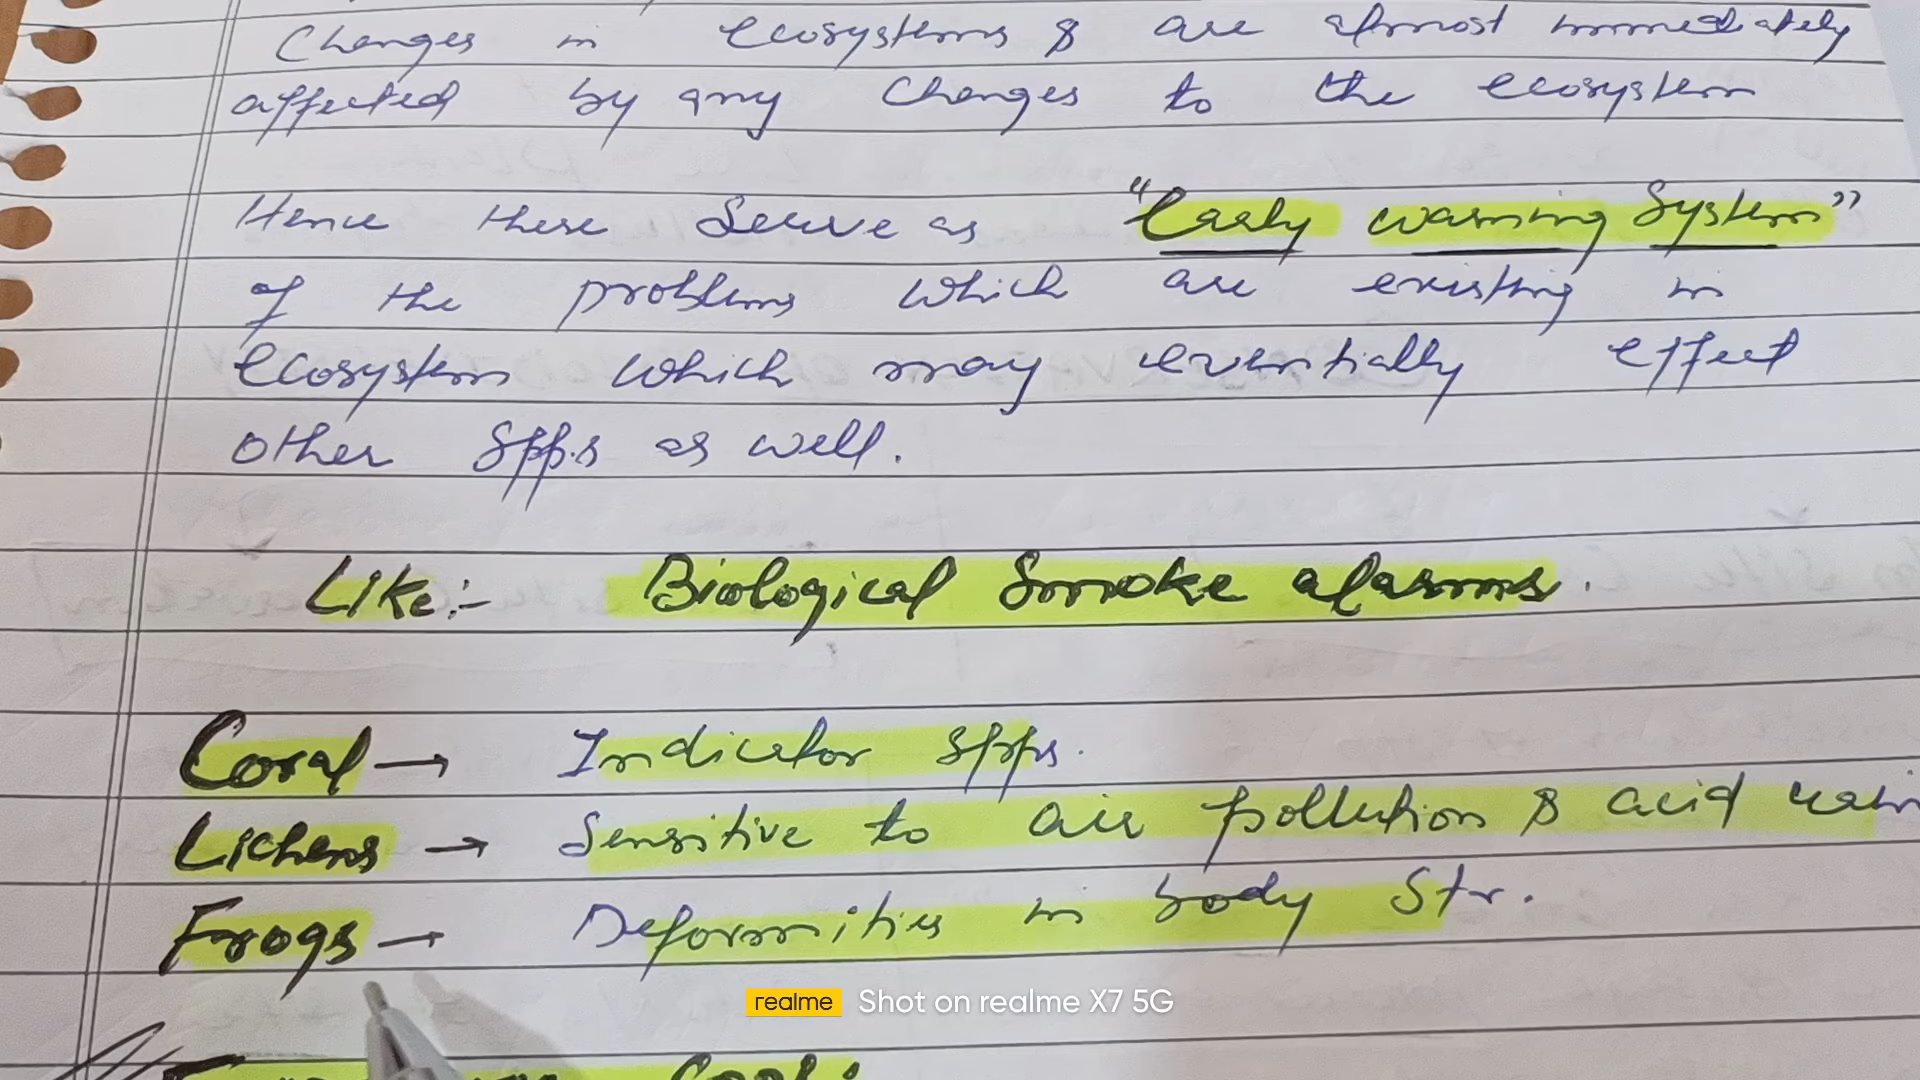 Changes in ecosystems & are almost immediately
affected by any changes to the ecosystem
Hence these serve as "Early warning System"
of the problems which are existing in
ecosystem which may eventially effect
other Spp.s as well.
Like:- Biological Smoke alarms.
Coral → Indicator Spps.
Lichens → Sensitive to air pollution & acid rain
Frogs → Deformities in body Str.
realme Shot on realme X7 5G